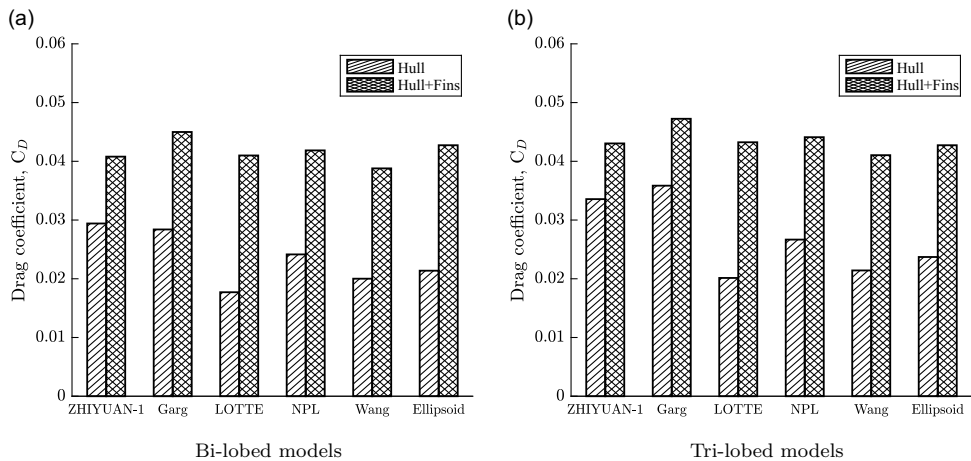 (a)
0.06
0.05
0.04
0.03
0.02
0.01
0
Drag coefficient, C_D
Hull
Hull+Fins
ZHIYUAN-1 Garg LOTTE NPL Wang Ellipsoid
Bi-lobed models
(b)
0.06
0.05
0.04
0.03
0.02
0.01
0
Drag coefficient, C_D
Hull
Hull+Fins
ZHIYUAN-1 Garg LOTTE NPL Wang Ellipsoid
Tri-lobed models